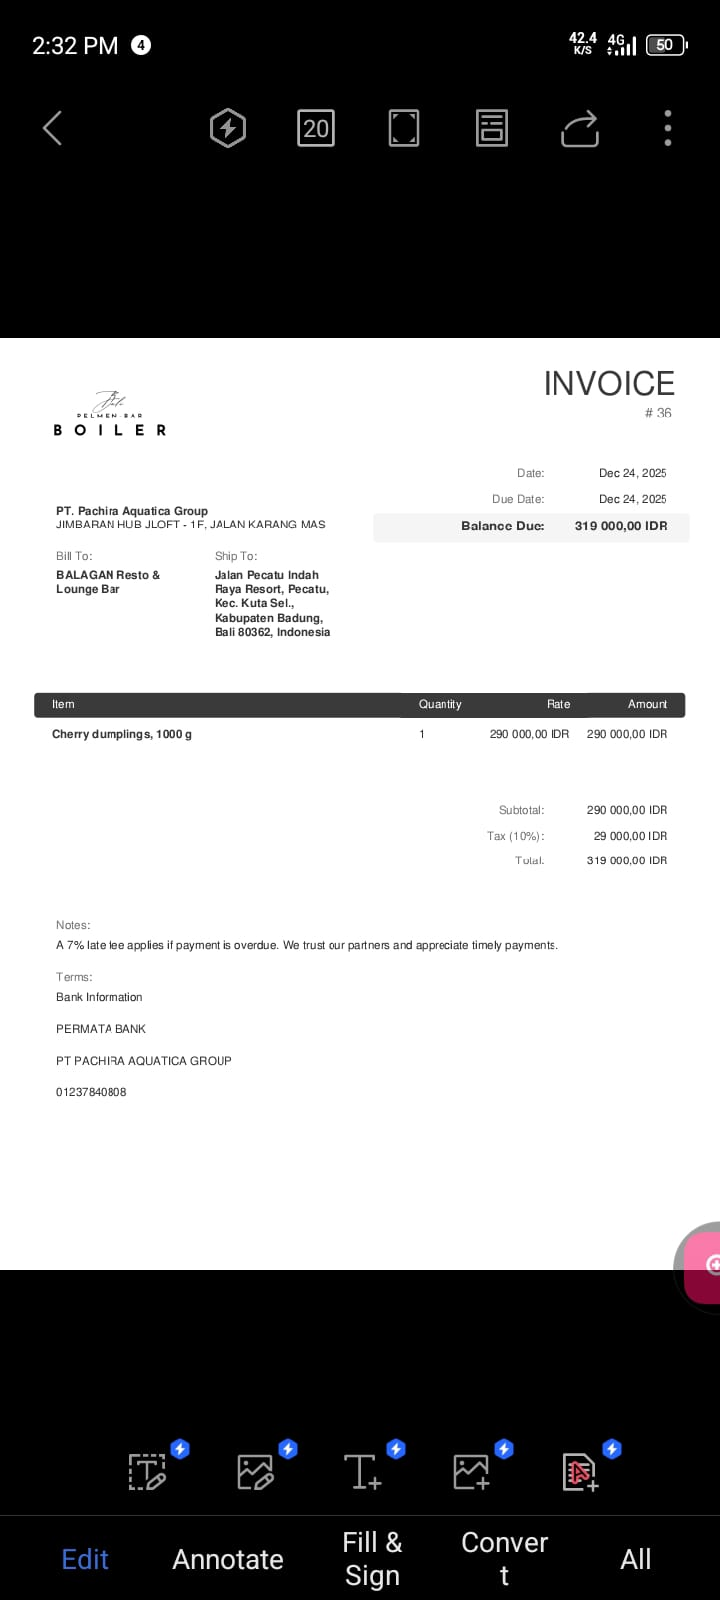 2:32 PM 4
42.4 K/S 4G 50
20
INVOICE
# 36
PELMEN-BAR
BOILER
Date: Dec 24, 2025
Due Date: Dec 24, 2025
Balance Due: 319 000,00 IDR
PT. Pachira Aquatica Group
JIMBARAN HUB JLOFT - 1F, JALAN KARANG MAS
Bill To:
BALAGAN Resto &
Lounge Bar
Ship To:
Jalan Pecatu Indah
Raya Resort, Pecatu,
Kec. Kuta Sel.,
Kabupaten Badung,
Bali 80362, Indonesia
Item Quantity Rate Amount
Cherry dumplings, 1000 g 1 290 000,00 IDR 290 000,00 IDR
Subtotal: 290 000,00 IDR
Tax (10%): 29 000,00 IDR
Total: 319 000,00 IDR
Notes:
A 7% late fee applies if payment is overdue. We trust our partners and appreciate timely payments.
Terms:
Bank Information
PERMATA BANK
PT PACHIRA AQUATICA GROUP
01237840808
Edit Annotate Fill & Sign Convert All